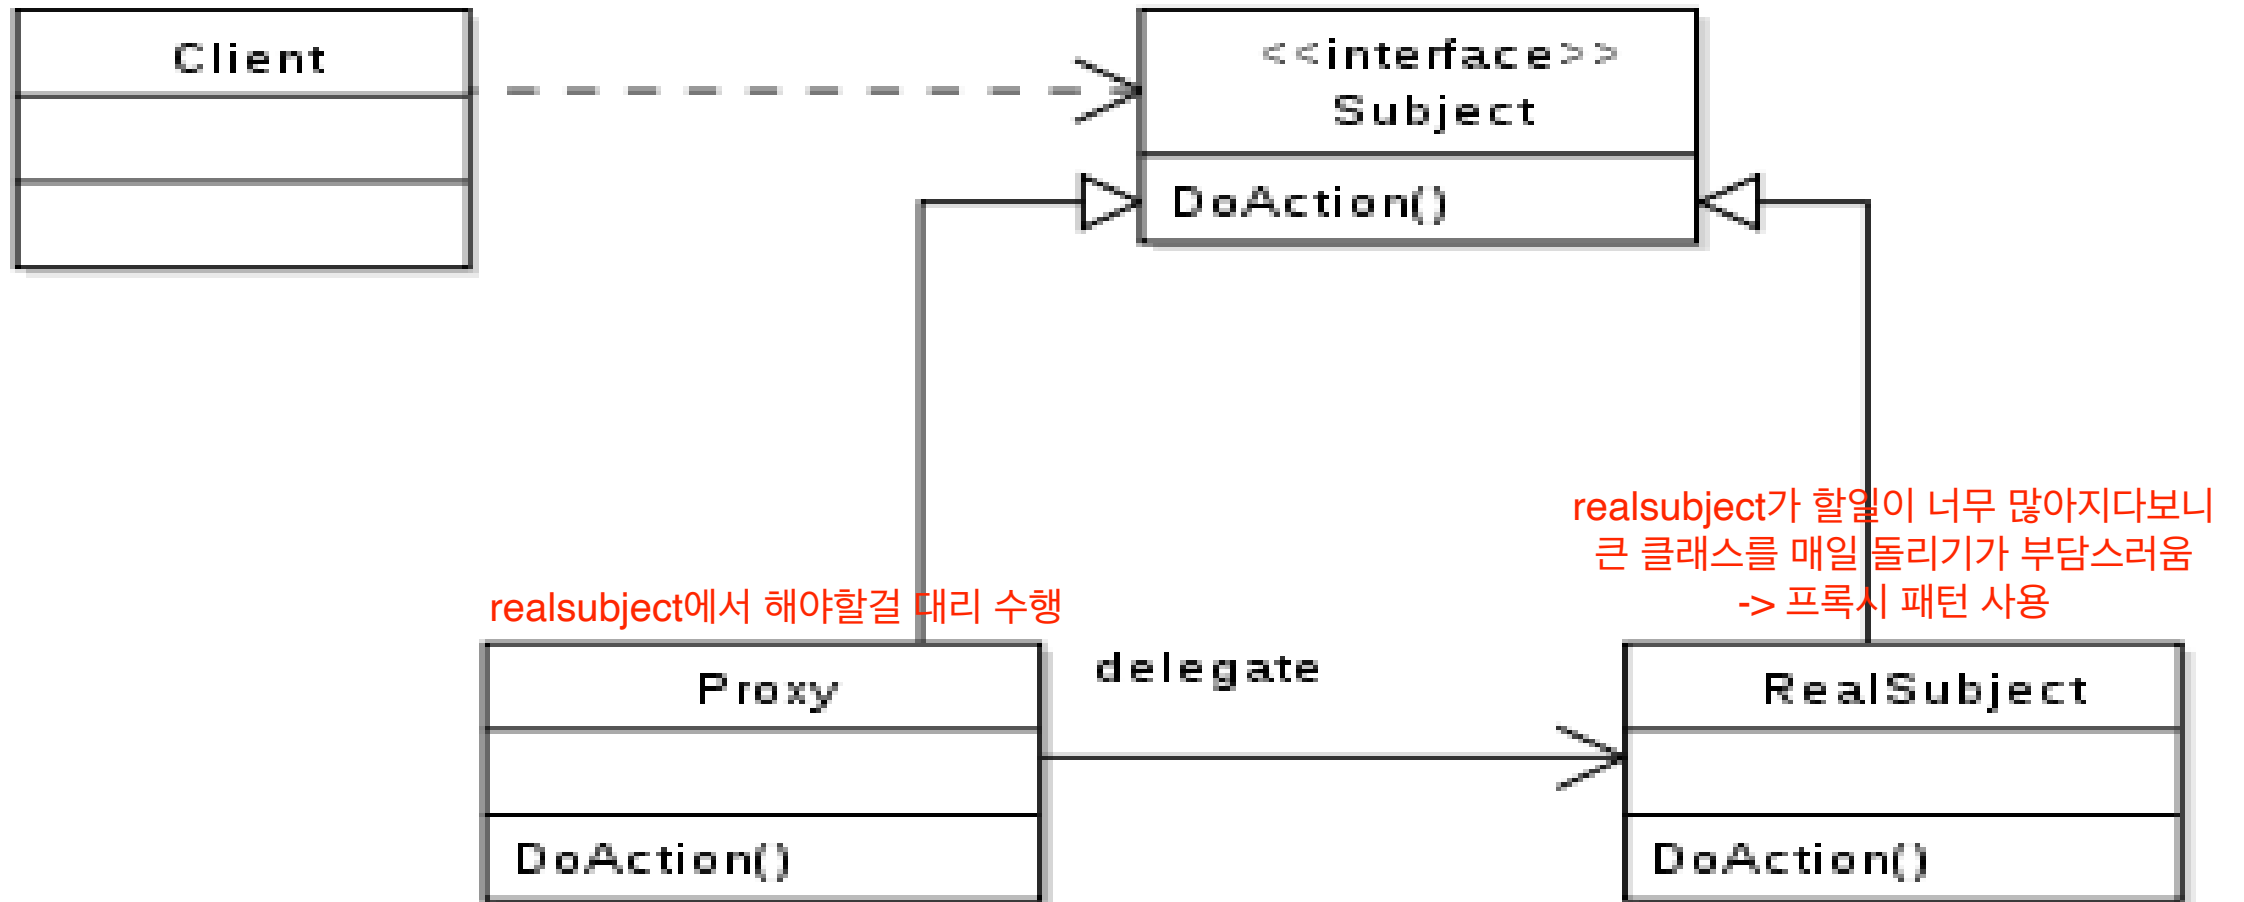 Client
<<interface>>
Subject
DoAction()
realsubject가 할일이 너무 많아지다보니
큰 클래스를 매일 돌리기가 부담스러움
-> 프록시 패턴 사용
realsubject에서 해야할걸 대리 수행
Proxy
delegate
RealSubject
DoAction()
DoAction()